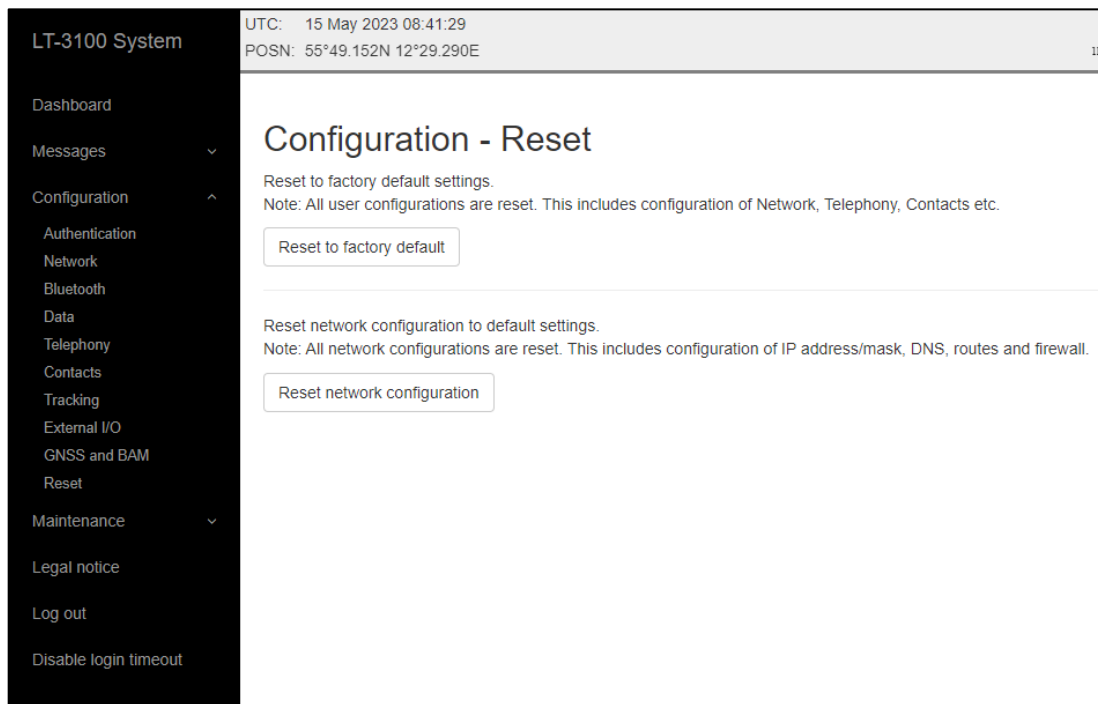 LT-3100 System
UTC: 15 May 2023 08:41:29
POSN: 55°49.152N 12°29.290E
Dashboard
Messages
Configuration
Authentication
Network
Bluetooth
Data
Telephony
Contacts
Tracking
External I/O
GNSS and BAM
Reset
Maintenance
Legal notice
Log out
Disable login timeout
Configuration - Reset
Reset to factory default settings.
Note: All user configurations are reset. This includes configuration of Network, Telephony, Contacts etc.
Reset to factory default
Reset network configuration to default settings.
Note: All network configurations are reset. This includes configuration of IP address/mask, DNS, routes and firewall.
Reset network configuration